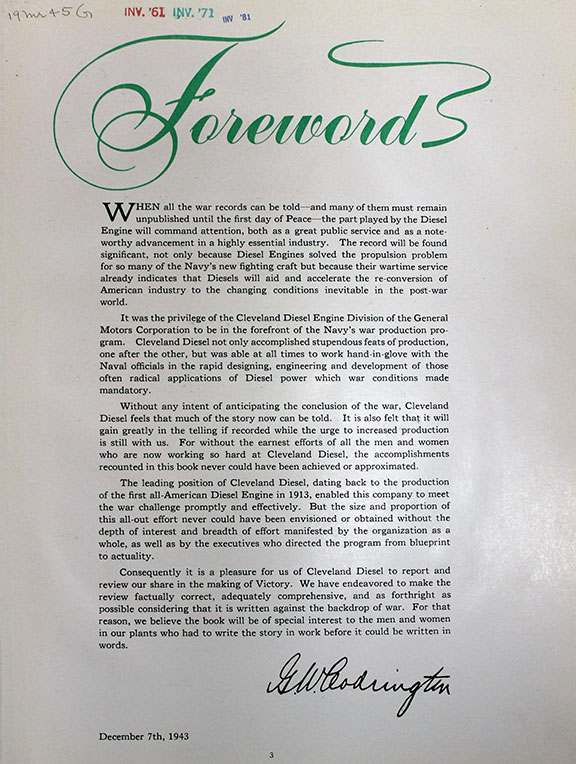 19 Mr 45 G
INV. '61 INV. '71 INV '81
Foreword
WHEN all the war records can be told—and many of them must remain
unpublished until the first day of Peace—the part played by the Diesel
Engine will command attention, both as a great public service and as a note-
worthy advancement in a highly essential industry. The record will be found
significant, not only because Diesel Engines solved the propulsion problem
for so many of the Navy's new fighting craft but because their wartime service
already indicates that Diesels will aid and accelerate the re-conversion of
American industry to the changing conditions inevitable in the post-war
world.
It was the privilege of the Cleveland Diesel Engine Division of the General
Motors Corporation to be in the forefront of the Navy's war production pro-
gram. Cleveland Diesel not only accomplished stupendous feats of production,
one after the other, but was able at all times to work hand-in-glove with the
Naval officials in the rapid designing, engineering and development of those
often radical applications of Diesel power which war conditions made
mandatory.
Without any intent of anticipating the conclusion of the war, Cleveland
Diesel feels that much of the story now can be told. It is also felt that it will
gain greatly in the telling if recorded while the urge to increased production
is still with us. For without the earnest efforts of all the men and women
who are now working so hard at Cleveland Diesel, the accomplishments
recounted in this book never could have been achieved or approximated.
The leading position of Cleveland Diesel, dating back to the production
of the first all-American Diesel Engine in 1913, enabled this company to meet
the war challenge promptly and effectively. But the size and proportion of
this all-out effort never could have been envisioned or obtained without the
depth of interest and breadth of effort manifested by the organization as a
whole, as well as by the executives who directed the program from blueprint
to actuality.
Consequently it is a pleasure for us of Cleveland Diesel to report and
review our share in the making of Victory. We have endeavored to make the
review factually correct, adequately comprehensive, and as forthright as
possible considering that it is written against the backdrop of war. For that
reason, we believe the book will be of special interest to the men and women
in our plants who had to write the story in work before it could be written in
words.
G.W. Codrington
December 7th, 1943
3